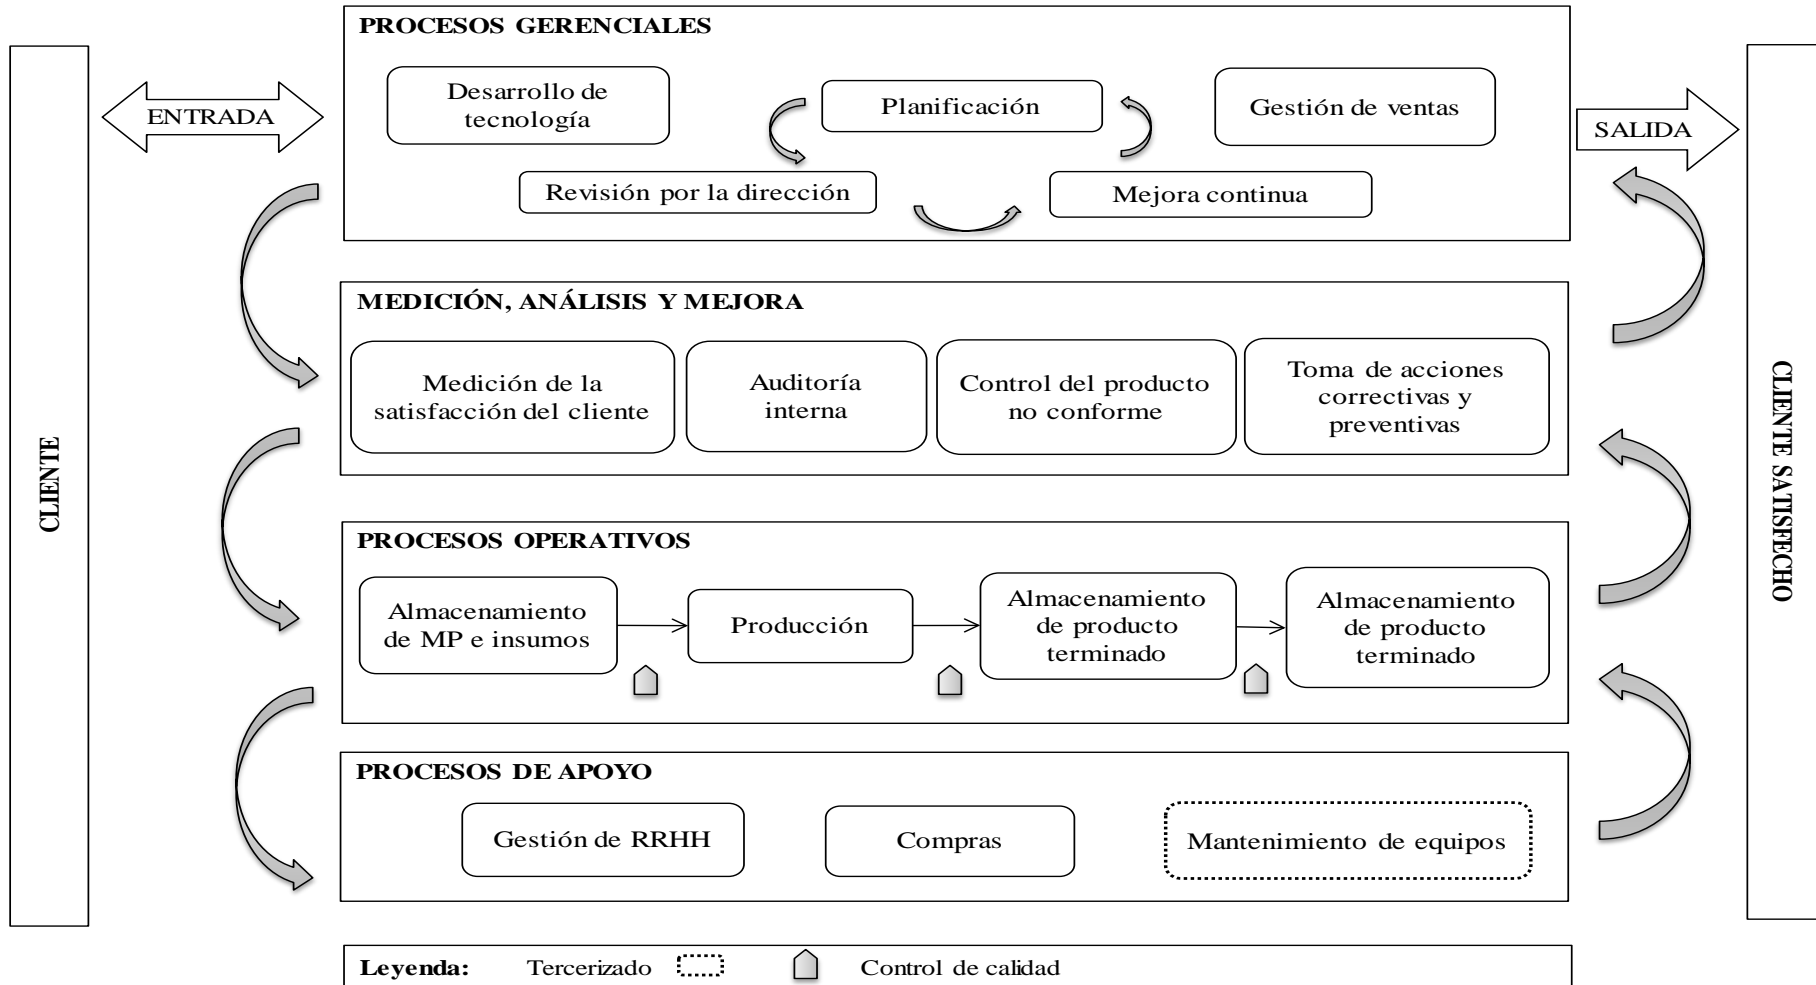 PROCESOS GERENCIALES
ENTRADA
Desarrollo de
tecnología
Planificación
Gestión de ventas
SALIDA
Revisión por la dirección
Mejora continua
CLIENTE
MEDICIÓN, ANÁLISIS Y MEJORA
Medición de la
satisfacción del cliente
Auditoría
interna
Control del producto
no conforme
Toma de acciones
correctivas y
preventivas
CLIENTE SATISFECHO
PROCESOS OPERATIVOS
Almacenamiento
de MP e insumos
Producción
Almacenamiento
de producto
terminado
Almacenamiento
de producto
terminado
PROCESOS DE APOYO
Gestión de RRHH
Compras
Mantenimiento de equipos
Leyenda: Tercerizado Control de calidad